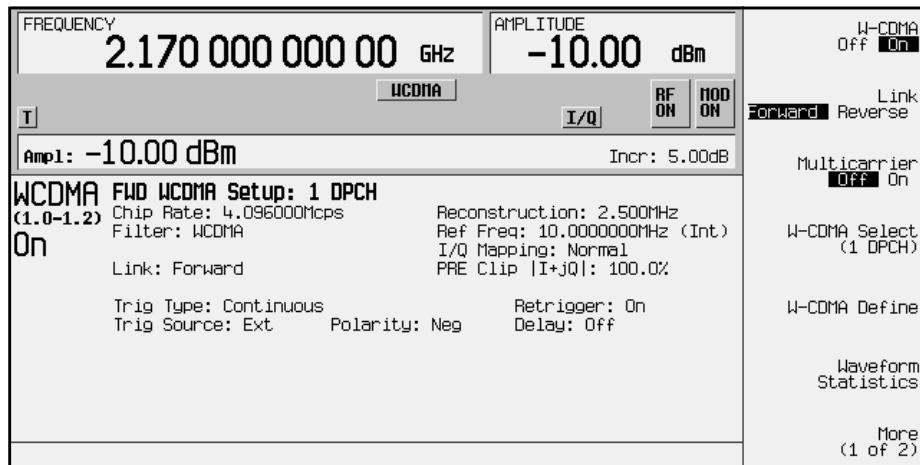 FREQUENCY
2.170 000 000 00 GHz
AMPLITUDE
-10.00 dBm
WCDMA
T
I/Q
RF ON
MOD ON
Ampl: -10.00 dBm
Incr: 5.00dB
WCDMA
(1.0-1.2)
On
FWD WCDMA Setup: 1 DPCH
Chip Rate: 4.096000Mcps
Reconstruction: 2.500MHz
Filter: WCDMA
Ref Freq: 10.0000000MHz (Int)
I/Q Mapping: Normal
Link: Forward
PRE Clip |I+jQ|: 100.0%
Trig Type: Continuous
Retrigger: On
Trig Source: Ext
Polarity: Neg
Delay: Off
W-CDMA
Off On
Link
Forward Reverse
Multicarrier
Off On
W-CDMA Select
(1 DPCH)
W-CDMA Define
Waveform
Statistics
More
(1 of 2)